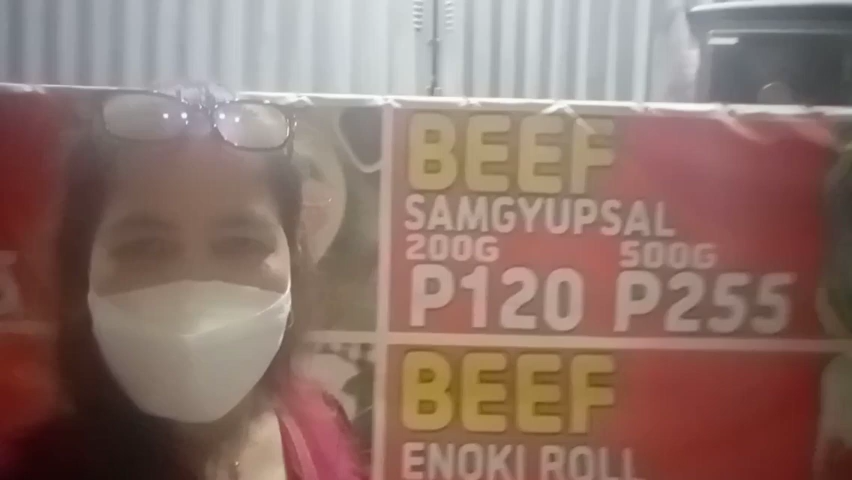 BEEF
SAMGYUPSAL
200G 500G
P120 P255
BEEF
ENOKI ROLL